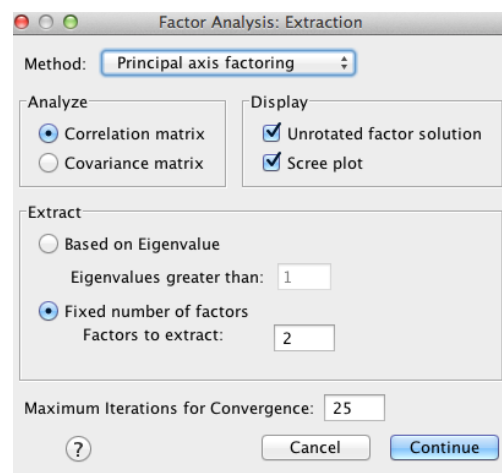 Factor Analysis: Extraction
Method: Principal axis factoring
Analyze
Correlation matrix
Covariance matrix
Display
Unrotated factor solution
Scree plot
Extract
Based on Eigenvalue
Eigenvalues greater than: 1
Fixed number of factors
Factors to extract: 2
Maximum Iterations for Convergence: 25
? Cancel Continue